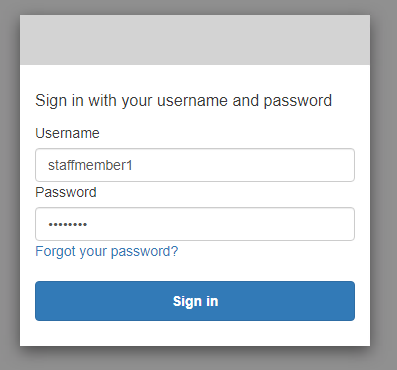 Sign in with your username and password
Username
staffmember1
Password
••••••••
Forgot your password?
Sign in